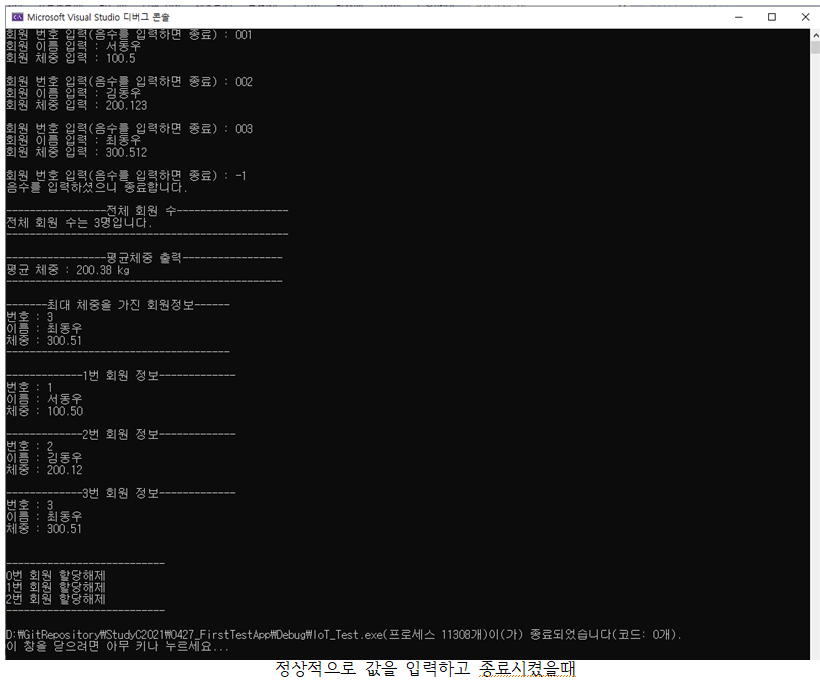 Microsoft Visual Studio 디버그 콘솔
회원 번호 입력(음수를 입력하면 종료) : 001
회원 이름 입력 : 서동우
회원 체중 입력 : 100.5
회원 번호 입력(음수를 입력하면 종료) : 002
회원 이름 입력 : 김동우
회원 체중 입력 : 200.123
회원 번호 입력(음수를 입력하면 종료) : 003
회원 이름 입력 : 최동우
회원 체중 입력 : 300.512
회원 번호 입력(음수를 입력하면 종료) : -1
음수를 입력하셨으니 종료합니다.
-----------------전체 회원 수-------------------
전체 회원 수는 3명입니다.
------------------------------------------------
-----------------평균체중 출력-----------------
평균 체중 : 200.38 kg
-----------------------------------------------
-------최대 체중을 가진 회원정보------
번호 : 3
이름 : 최동우
체중 : 300.51
--------------------------------------
-------------1번 회원 정보-------------
번호 : 1
이름 : 서동우
체중 : 100.50
-------------2번 회원 정보-------------
번호 : 2
이름 : 김동우
체중 : 200.12
-------------3번 회원 정보-------------
번호 : 3
이름 : 최동우
체중 : 300.51
---------------------------
0번 회원 할당해제
1번 회원 할당해제
2번 회원 할당해제
---------------------------
D:₩GitRepository₩StudyC2021₩0427_FirstTestApp₩Debug₩IoT_Test.exe(프로세스 11308개)이(가) 종료되었습니다(코드: 0개).
이 창을 닫으려면 아무 키나 누르세요...
정상적으로 값을 입력하고 종료시켰을때